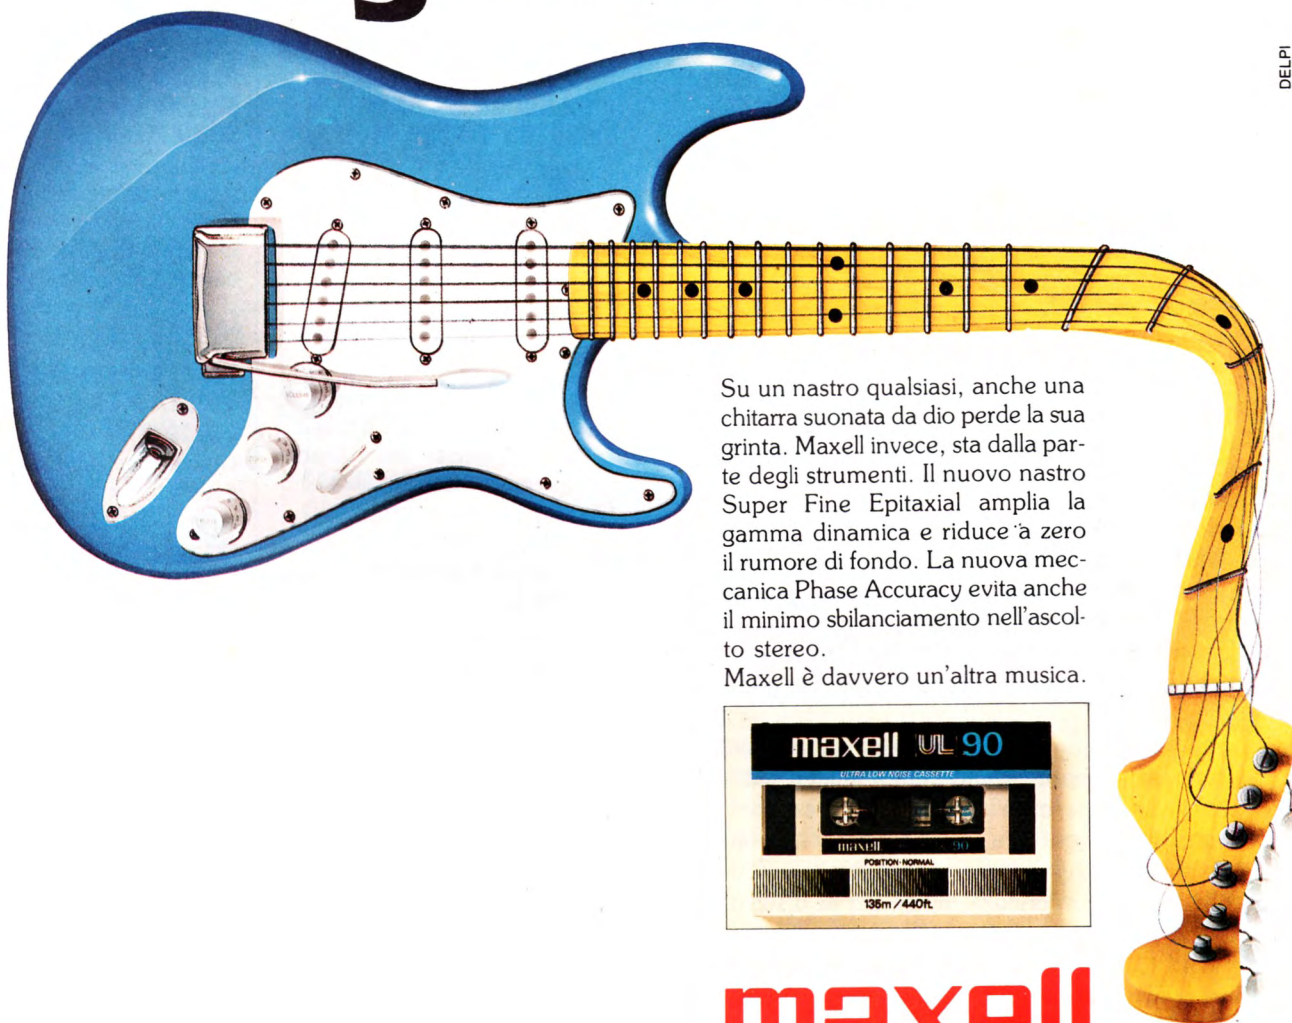 DELPI
Su un nastro qualsiasi, anche una
chitarra suonata da dio perde la sua
grinta. Maxell invece, sta dalla par-
te degli strumenti. Il nuovo nastro
Super Fine Epitaxial amplia la
gamma dinamica e riduce a zero
il rumore di fondo. La nuova mec-
canica Phase Accuracy evita anche
il minimo sbilanciamento nell'ascol-
to stereo.
Maxell è davvero un'altra musica.
maxell UL 90
ULTRA LOW NOISE CASSETTE
maxell 90
POSITION·NORMAL
135m/440ft.
maxell